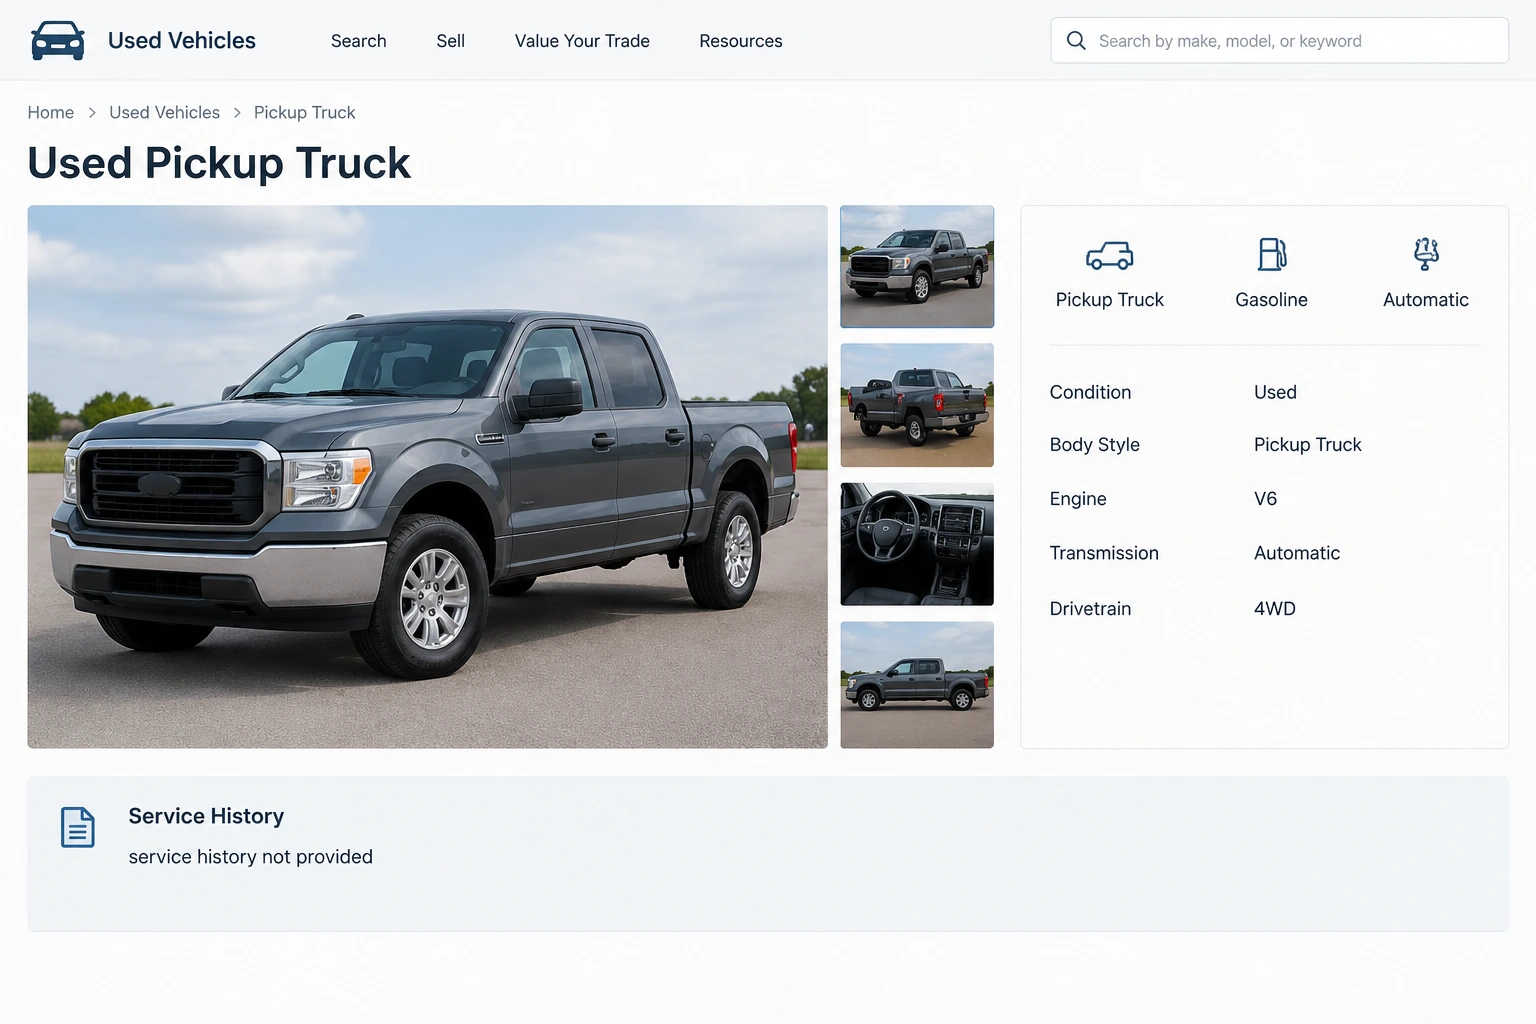 Used Vehicles
Search
Sell
Value Your Trade
Resources
Search by make, model, or keyword
Home > Used Vehicles > Pickup Truck
Used Pickup Truck
Pickup Truck
Gasoline
Automatic
Condition Used
Body Style Pickup Truck
Engine V6
Transmission Automatic
Drivetrain 4WD
Service History
service history not provided